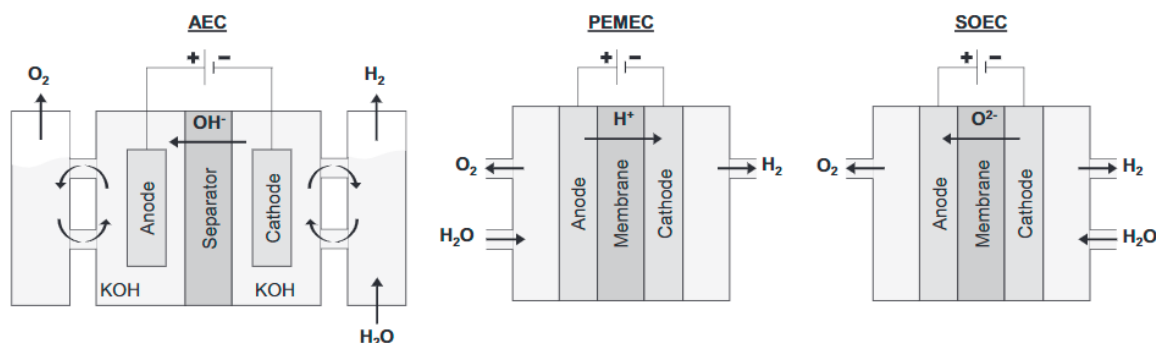 AEC
+ −
O₂
H₂
OH⁻
Anode
Separator
Cathode
KOH
KOH
H₂O
PEMEC
+ −
H⁺
O₂
H₂
H₂O
Anode
Membrane
Cathode
SOEC
+ −
O²⁻
O₂
H₂
H₂O
Anode
Membrane
Cathode